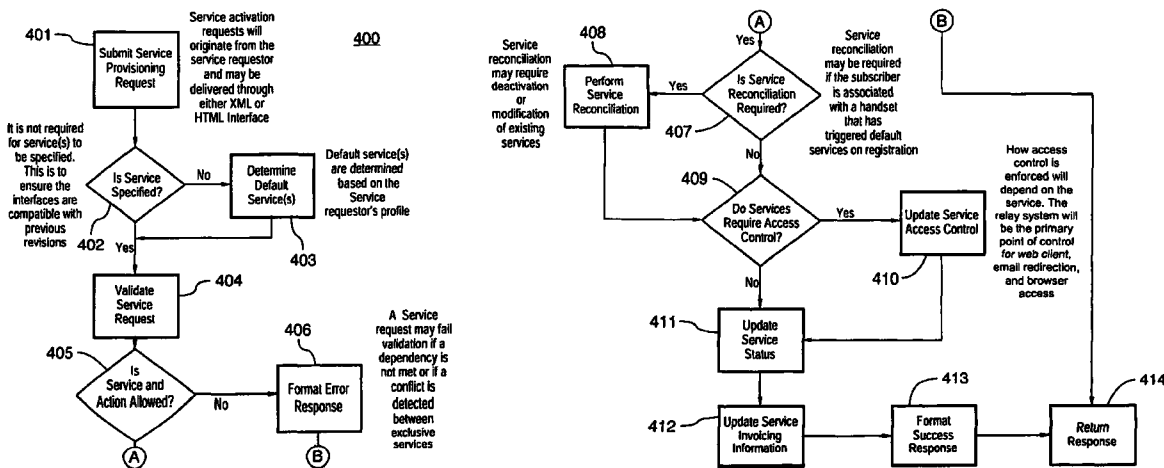 401
Submit Service
Provisioning
Request
Service activation
requests will
originate from the
service requestor
and may be
delivered through
either XML or
HTML Interface
400
It is not required
for service(s) to
be specified.
This is to
ensure the
interfaces are
compatible with
previous
revisions
Is Service
Specified?
402
No
Determine
Default
Service(s)
403
Default service(s)
are determined
based on the
Service
requestor's profile
Yes
Validate
Service
Request
404
405
Is
Service and
Action Allowed?
No
406
Format Error
Response
A Service
request may fail
validation if a
dependency is
not met or if a
conflict is
detected
between
exclusive
services
A
B
A
B
Yes
Service
reconciliation
may require
deactivation
or
modification
of existing
services
408
Perform
Service
Reconciliation
Yes
Is Service
Reconciliation
Required?
407
Service
reconciliation
may be required
if the subscriber
is associated
with a handset
that has
triggered default
services on registration
No
409
Do Services
Require Access
Control?
Yes
Update Service
Access Control
410
How access
control is
enforced will
depend on the
service. The
relay system will
be the primary
point of control
for web client,
email redirection,
and browser
access
No
411
Update
Service
Status
412
Update Service
Invoicing
Information
413
Format
Success
Response
414
Return
Response